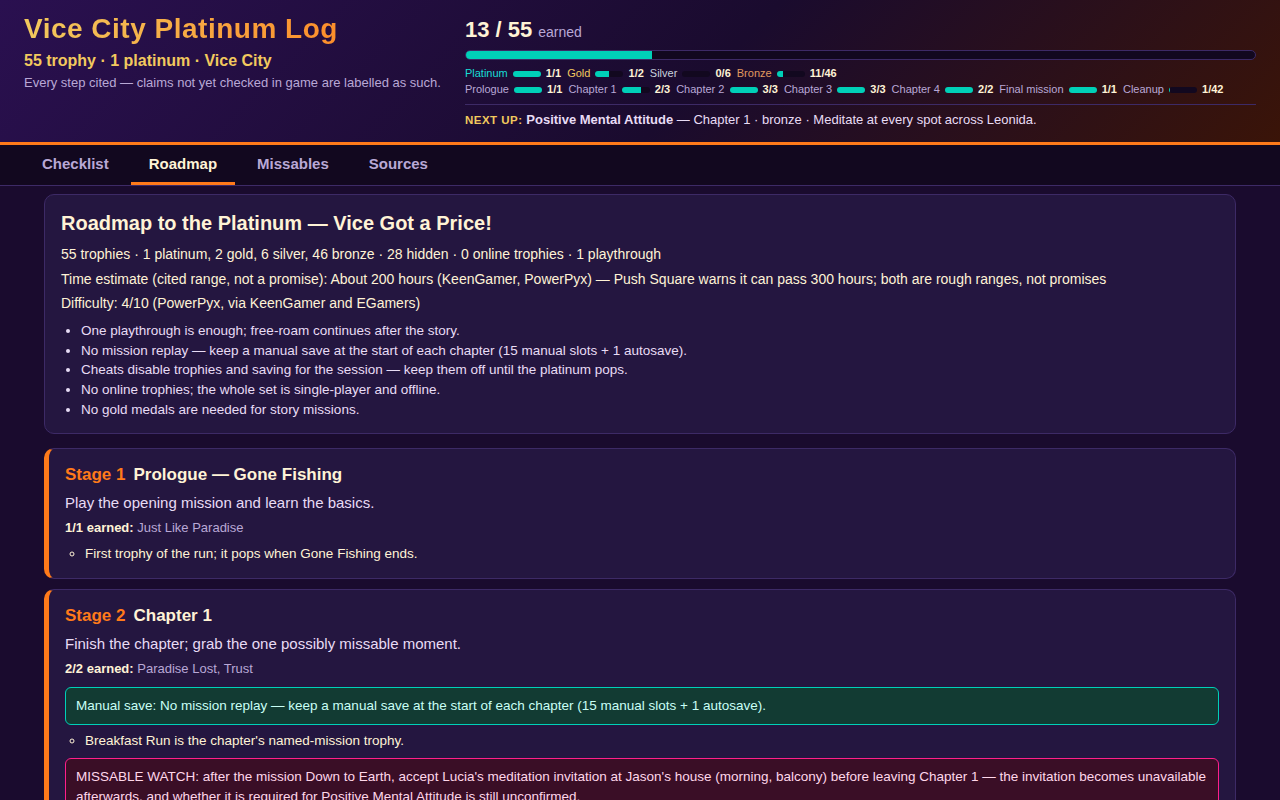 Vice City Platinum Log
55 trophy · 1 platinum · Vice City
Every step cited — claims not yet checked in game are labelled as such.
13 / 55 earned
Platinum 1/1 Gold 1/2 Silver 0/6 Bronze 11/46
Prologue 1/1 Chapter 1 2/3 Chapter 2 3/3 Chapter 3 3/3 Chapter 4 2/2 Final mission 1/1 Cleanup 1/42
NEXT UP: Positive Mental Attitude — Chapter 1 · bronze · Meditate at every spot across Leonida.
Checklist Roadmap Missables Sources
Roadmap to the Platinum — Vice Got a Price!
55 trophies · 1 platinum, 2 gold, 6 silver, 46 bronze · 28 hidden · 0 online trophies · 1 playthrough
Time estimate (cited range, not a promise): About 200 hours (KeenGamer, PowerPyx) — Push Square warns it can pass 300 hours; both are rough ranges, not promises
Difficulty: 4/10 (PowerPyx, via KeenGamer and EGamers)
One playthrough is enough; free-roam continues after the story.
No mission replay — keep a manual save at the start of each chapter (15 manual slots + 1 autosave).
Cheats disable trophies and saving for the session — keep them off until the platinum pops.
No online trophies; the whole set is single-player and offline.
No gold medals are needed for story missions.
Stage 1 Prologue — Gone Fishing
Play the opening mission and learn the basics.
1/1 earned: Just Like Paradise
First trophy of the run; it pops when Gone Fishing ends.
Stage 2 Chapter 1
Finish the chapter; grab the one possibly missable moment.
2/2 earned: Paradise Lost, Trust
Manual save: No mission replay — keep a manual save at the start of each chapter (15 manual slots + 1 autosave).
Breakfast Run is the chapter's named-mission trophy.
MISSABLE WATCH: after the mission Down to Earth, accept Lucia's meditation invitation at Jason's house (morning, balcony) before leaving Chapter 1 — the invitation becomes unavailable
afterwards, and whether it is required for Positive Mental Attitude is still unconfirmed.